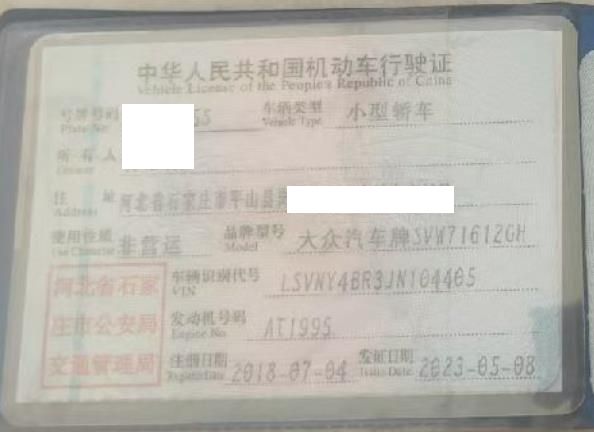 中华人民共和国机动车行驶证
Vehicle License of the People's Republic of China
号牌号码 5S 车辆类型 小型轿车
Plate No. Vehicle Type
所有人
Owner
住 址 河北省石家庄市平山县
Address
使用性质 非营运 品牌型号 大众汽车牌SVW71612GH
Use Character Model
河北省石家 车辆识别代号 LSVNY4BR3JN104405
VIN
庄市公安局 发动机号码 AT1995
Engine No.
交通管理局 注册日期 2018-07-04 发证日期 2023-05-08
Register Date Issue Date